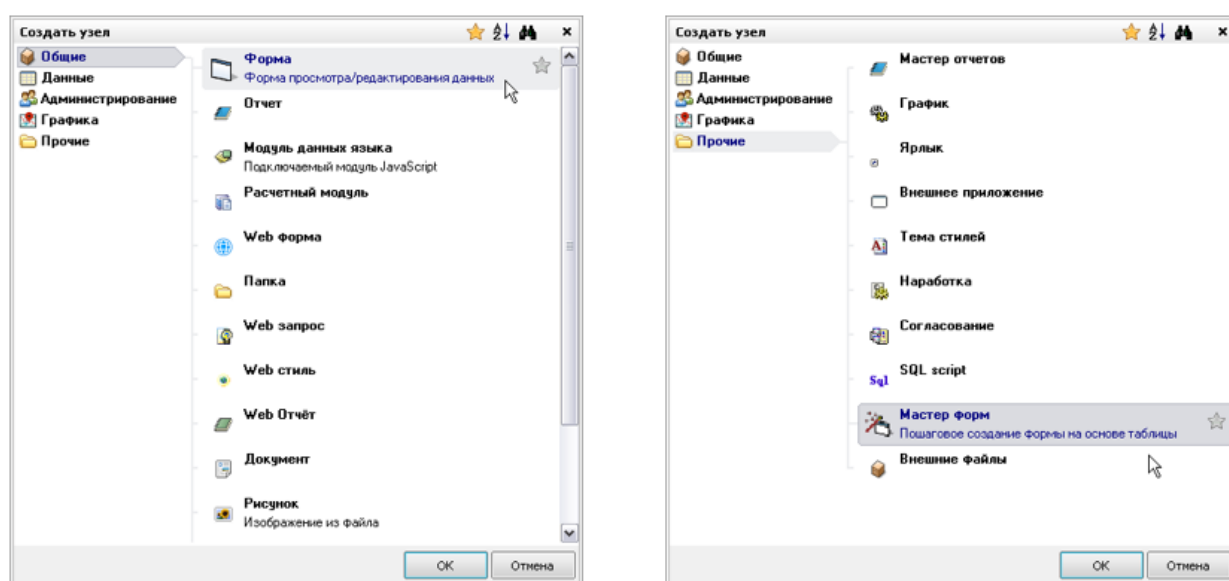 Создать узел
Общие
Данные
Администрирование
Графика
Прочие
Форма
Форма просмотра/редактирования данных
Отчет
Модуль данных языка
Подключаемый модуль JavaScript
Расчетный модуль
Web форма
Папка
Web запрос
Web стиль
Web Отчёт
Документ
Рисунок
Изображение из файла
OK
Отмена
Создать узел
Общие
Данные
Администрирование
Графика
Прочие
Мастер отчетов
График
Ярлык
Внешнее приложение
Тема стилей
Наработка
Согласование
SQL script
Sql
Мастер форм
Пошаговое создание формы на основе таблицы
Внешние файлы
OK
Отмена